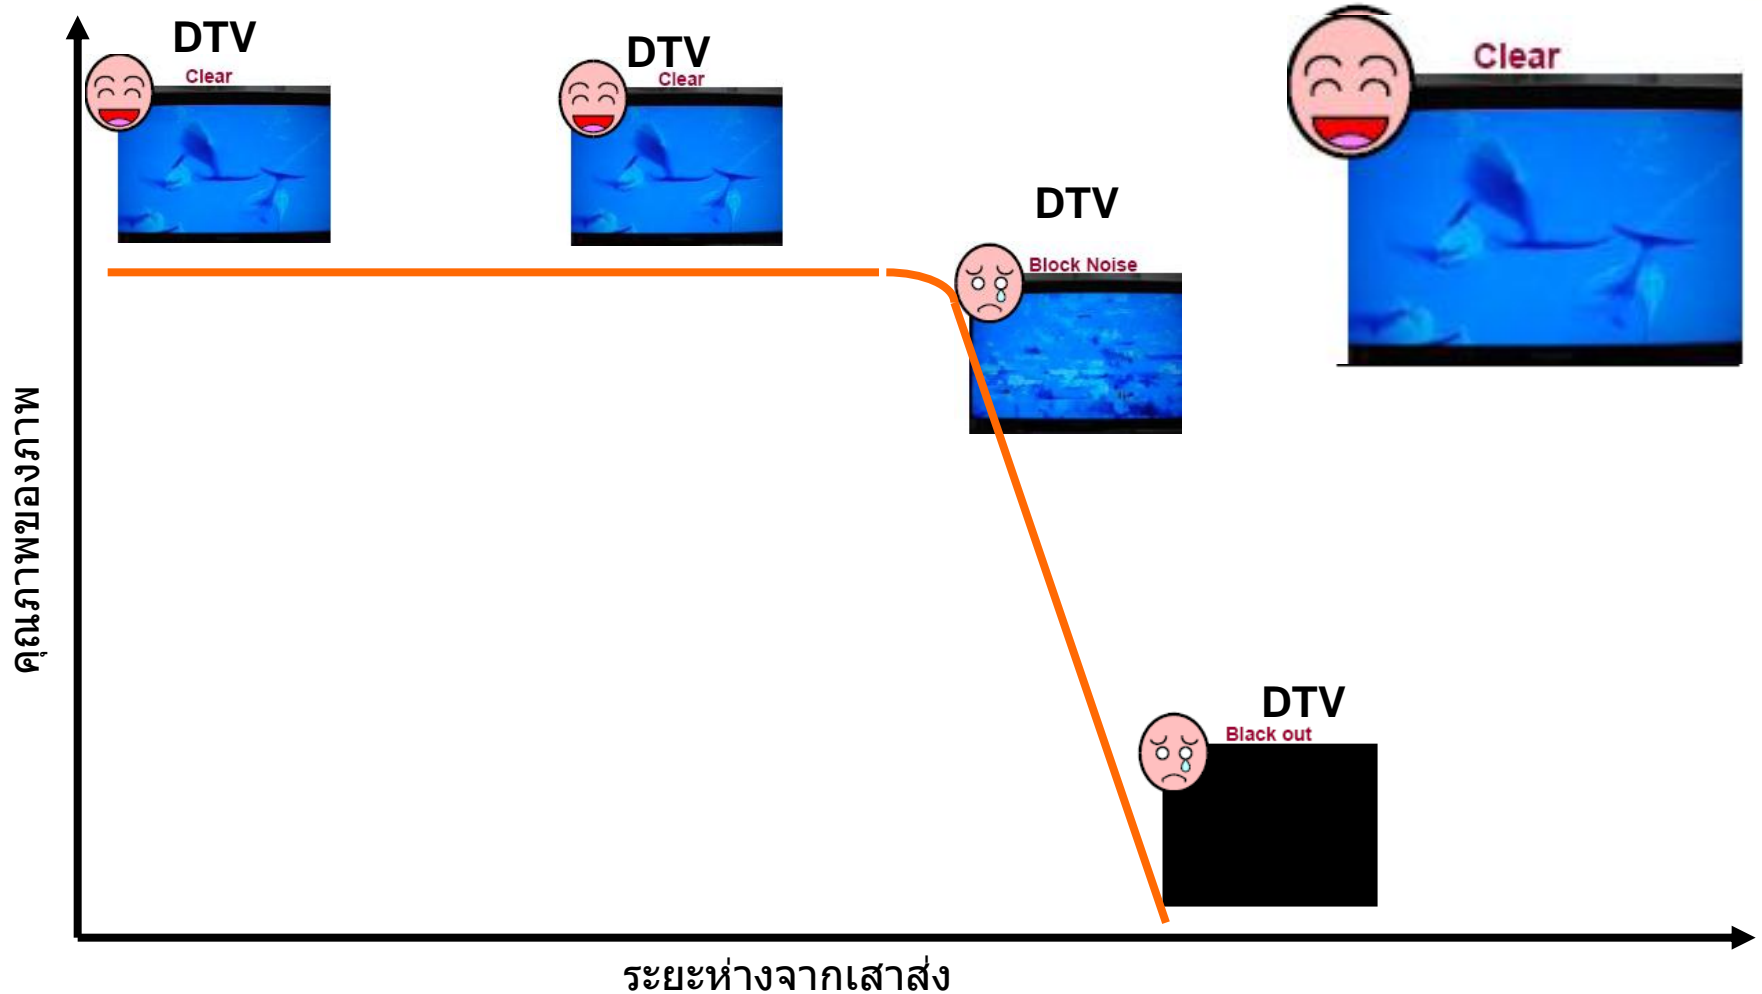 DTV
Clear
DTV
Clear
Clear
DTV
Block Noise
คุณภาพของภาพ
DTV
Black out
ระยะห่างจากเสาส่ง